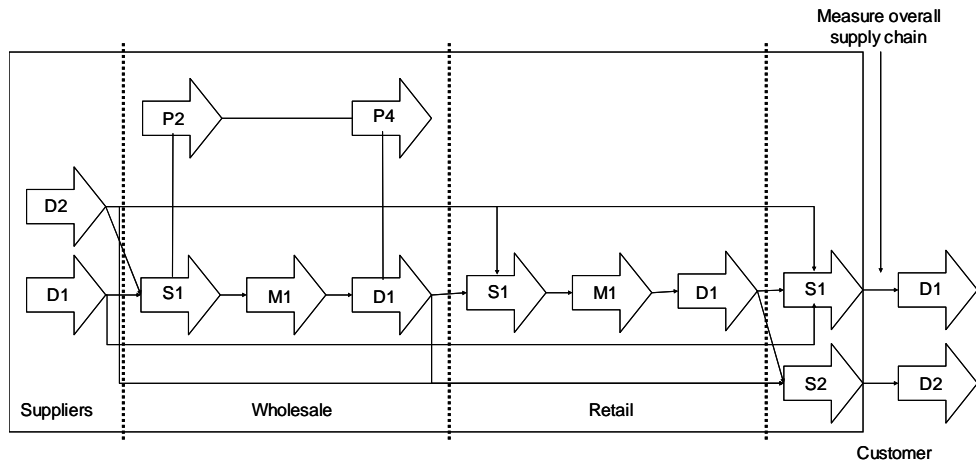 Measure overall
supply chain
P2
P4
D2
D1
S1
M1
D1
S1
M1
D1
S1
D1
S2
D2
Suppliers
Wholesale
Retail
Customer